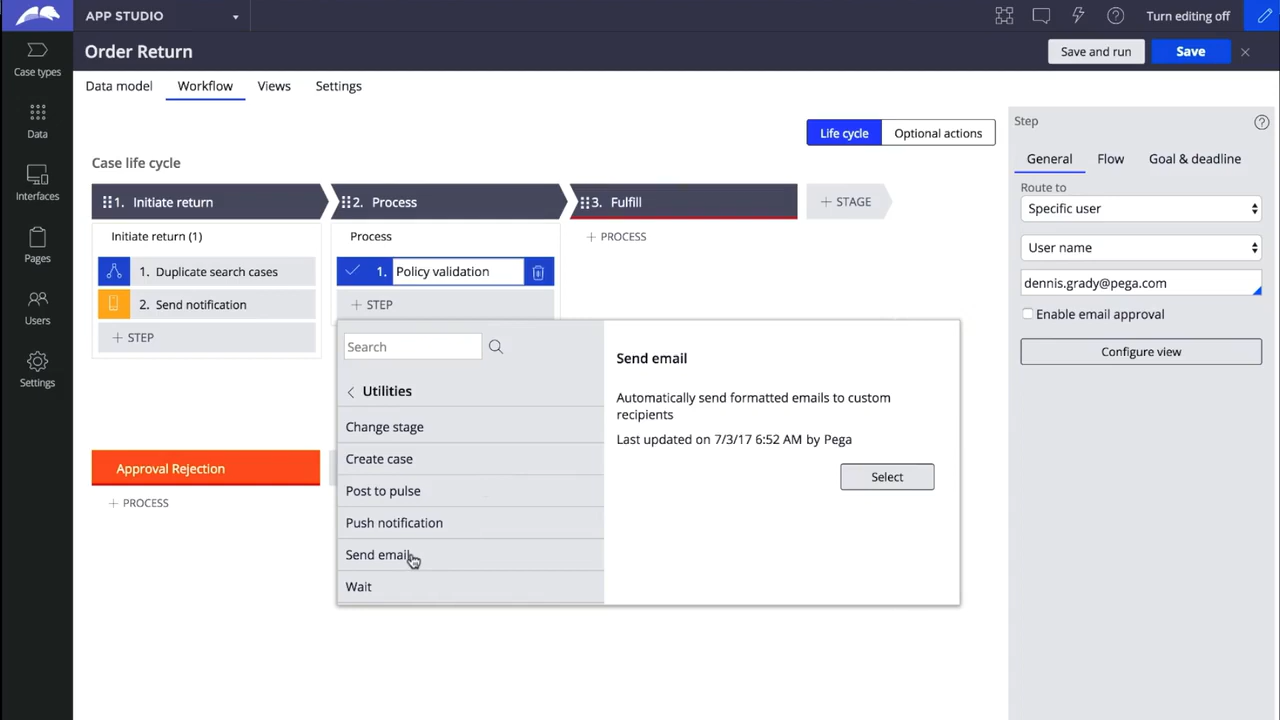 APP STUDIO
Turn editing off
Order Return
Save and run
Save
Case types
Data
Interfaces
Pages
Users
Settings
Data model
Workflow
Views
Settings
Life cycle
Optional actions
Case life cycle
1. Initiate return
2. Process
3. Fulfill
+ STAGE
Initiate return (1)
1. Duplicate search cases
2. Send notification
+ STEP
Process
1. Policy validation
+ STEP
+ PROCESS
Approval Rejection
+ PROCESS
Search
Utilities
Change stage
Create case
Post to pulse
Push notification
Send email
Wait
Send email
Automatically send formatted emails to custom
recipients
Last updated on 7/3/17 6:52 AM by Pega
Select
Step
General
Flow
Goal & deadline
Route to
Specific user
User name
dennis.grady@pega.com
Enable email approval
Configure view